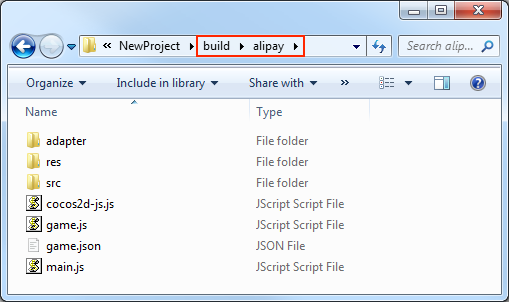 NewProject build alipay Search alip...
Organize Include in library Share with »
Name Type
adapter File folder
res File folder
src File folder
cocos2d-js.js JScript Script File
game.js JScript Script File
game.json JSON File
main.js JScript Script File